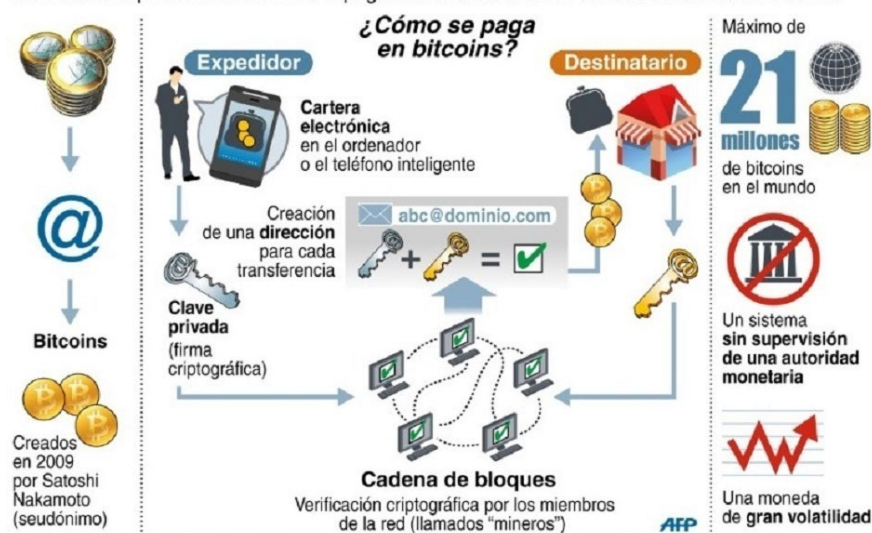 ¿Cómo se paga
en bitcoins?
Bitcoins
Creados
en 2009
por Satoshi
Nakamoto
(seudónimo)
Expedidor
Cartera
electrónica
en el ordenador
o el teléfono inteligente
Creación
de una dirección
para cada
transferencia
Clave
privada
(firma
criptográfica)
abc@dominio.com
+ =
Destinatario
Cadena de bloques
Verificación criptográfica por los miembros
de la red (llamados "mineros")
AFP
Máximo de
21
millones
de bitcoins
en el mundo
Un sistema
sin supervisión
de una autoridad
monetaria
Una moneda
de gran volatilidad